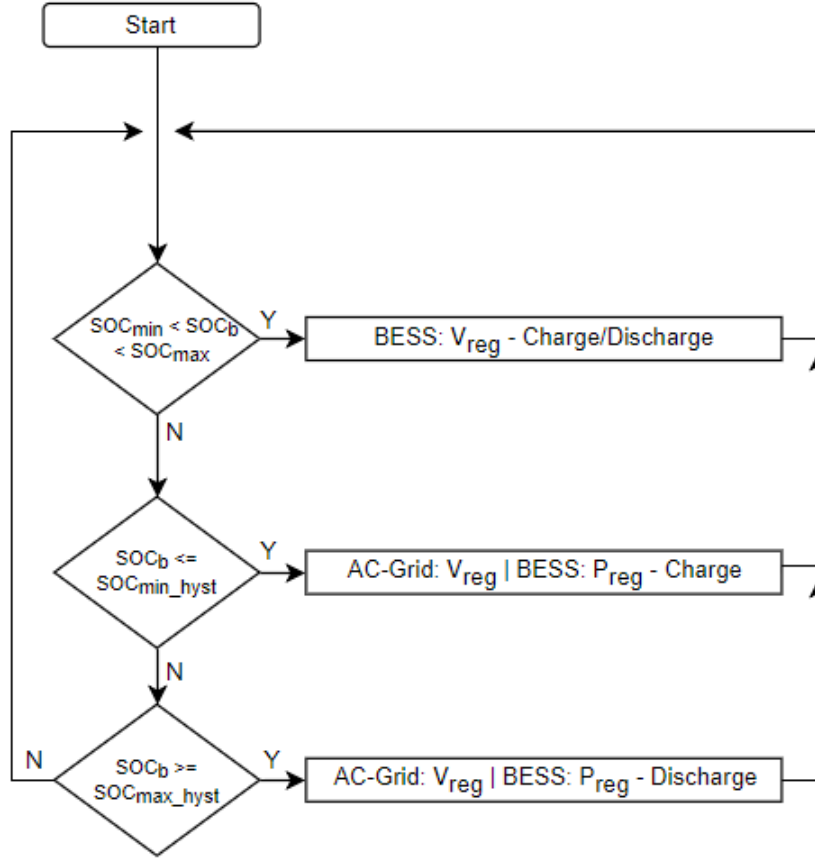 Start
SOCmin < SOCb
< SOCmax
Y
BESS: Vreg - Charge/Discharge
N
SOCb <=
SOCmin_hyst
Y
AC-Grid: Vreg | BESS: Preg - Charge
N
SOCb >=
SOCmax_hyst
N
Y
AC-Grid: Vreg | BESS: Preg - Discharge